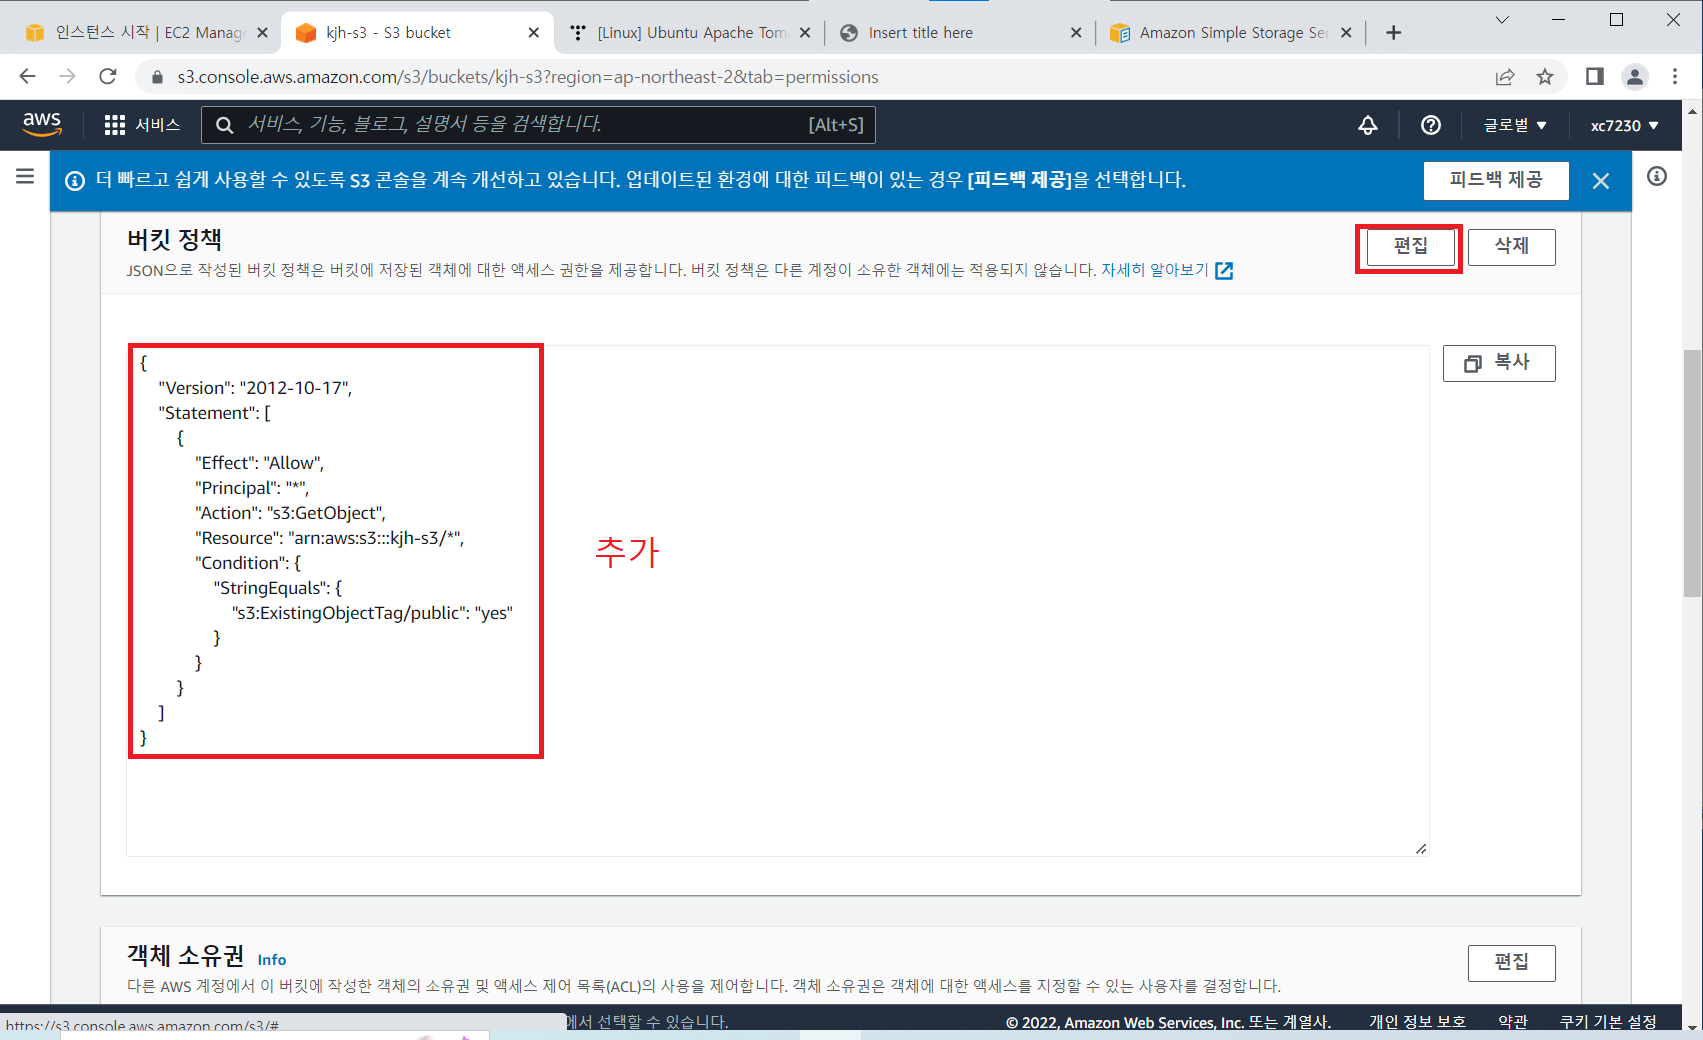 인스턴스 시작 | EC2 Manag
kjh-s3 - S3 bucket
[Linux] Ubuntu Apache Tom
Insert title here
Amazon Simple Storage Ser
s3.console.aws.amazon.com/s3/buckets/kjh-s3?region=ap-northeast-2&tab=permissions
aws
서비스
서비스, 기능, 블로그, 설명서 등을 검색합니다.
[Alt+S]
글로벌 ▼
xc7230 ▼
더 빠르고 쉽게 사용할 수 있도록 S3 콘솔을 계속 개선하고 있습니다. 업데이트된 환경에 대한 피드백이 있는 경우 [피드백 제공]을 선택합니다.
피드백 제공
버킷 정책
편집
삭제
JSON으로 작성된 버킷 정책은 버킷에 저장된 객체에 대한 액세스 권한을 제공합니다. 버킷 정책은 다른 계정이 소유한 객체에는 적용되지 않습니다. 자세히 알아보기
복사
{
"Version": "2012-10-17",
"Statement": [
{
"Effect": "Allow",
"Principal": "*",
"Action": "s3:GetObject",
"Resource": "arn:aws:s3:::kjh-s3/*",
"Condition": {
"StringEquals": {
"s3:ExistingObjectTag/public": "yes"
}
}
}
]
}
추가
객체 소유권 Info
편집
다른 AWS 계정에서 이 버킷에 작성한 객체의 소유권 및 액세스 제어 목록(ACL)의 사용을 제어합니다. 객체 소유권은 객체에 대한 액세스를 지정할 수 있는 사용자를 결정합니다.
https://s3.console.aws.amazon.com/s3/#
에서 선택할 수 있습니다.
© 2022, Amazon Web Services, Inc. 또는 계열사.
개인 정보 보호
약관
쿠키 기본 설정